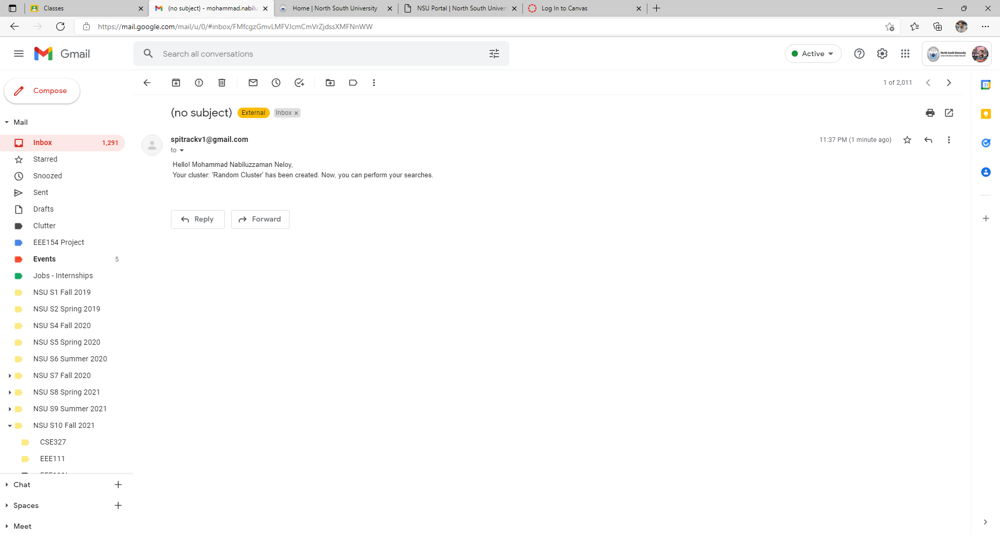 Classes
(no subject) - mohammad.nabilu
Home | North South University
NSU Portal | North South Univers
Log In to Canvas
https://mail.google.com/mail/u/0/#inbox/FMfcgzGmvLMFVJcmCmVrZjdssXMFNnWW
Gmail
Search all conversations
Active
North South University
Compose
1 of 2,011
31
(no subject)
External
Inbox
Mail
Inbox 1,291
Starred
Snoozed
Sent
Drafts
Clutter
EEE154 Project
Events 5
Jobs - Internships
NSU S1 Fall 2019
NSU S2 Spring 2019
NSU S4 Fall 2020
NSU S5 Spring 2020
NSU S6 Summer 2020
NSU S7 Fall 2020
NSU S8 Spring 2021
NSU S9 Summer 2021
NSU S10 Fall 2021
CSE327
EEE111
Chat
Spaces
Meet
spitrackv1@gmail.com
11:37 PM (1 minute ago)
to
Hello! Mohammad Nabiluzzaman Neloy,
Your cluster: 'Random Cluster' has been created. Now, you can perform your searches.
Reply
Forward